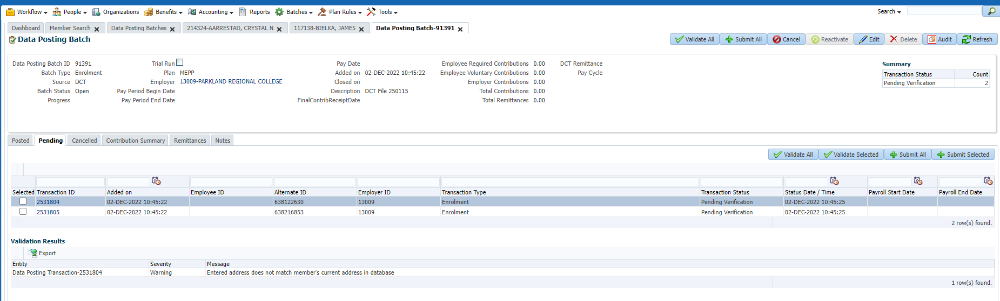 Workflow People Organizations Benefits Accounting Reports Batches Plan Rules Tools Search
Dashboard Member Search Data Posting Batches 214324-AARRESTAD, CRYSTAL N 117138-BIELKA, JAMES Data Posting Batch-91391
Data Posting Batch Validate All Submit All Cancel Reactivate Edit Delete Audit Refresh
Data Posting Batch ID 91391 Trial Run Pay Date Employee Required Contributions 0.00 DCT Remittance Summary
Batch Type Enrolment Plan MEPP Added on 02-DEC-2022 10:45:22 Employee Voluntary Contributions 0.00 Pay Cycle Transaction Status Count
Source DCT Employer 13009-PARKLAND REGIONAL COLLEGE Closed on Employer Contributions 0.00 Pending Verification 2
Batch Status Open Pay Period Begin Date Description DCT File 250115 Total Contributions 0.00
Progress Pay Period End Date FinalContribReceiptDate Total Remittances 0.00
Posted Pending Cancelled Contribution Summary Remittances Notes
Validate All Validate Selected Submit All Submit Selected
Selected Transaction ID Added on Employee ID Alternate ID Employer ID Transaction Type Transaction Status Status Date / Time Payroll Start Date Payroll End Date
2531804 02-DEC-2022 10:45:22 638122630 13009 Enrolment Pending Verification 02-DEC-2022 10:45:25
2531805 02-DEC-2022 10:45:22 638216853 13009 Enrolment Pending Verification 02-DEC-2022 10:45:25
2 row(s) found.
Validation Results
Export
Entity Severity Message
Data Posting Transaction-2531804 Warning Entered address does not match member's current address in database
1 row(s) found.